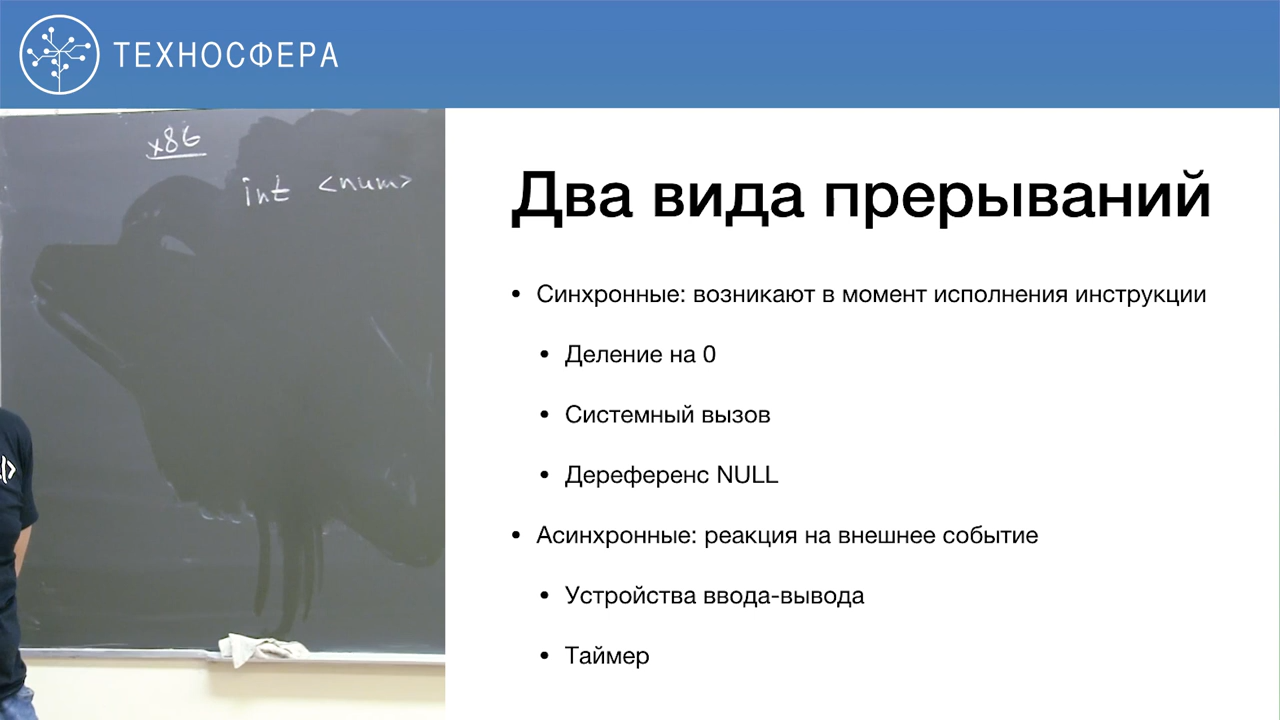 ТЕХНОСФЕРА
x86
int <num>
Два вида прерываний
• Синхронные: возникают в момент исполнения инструкции
• Деление на 0
• Системный вызов
• Дереференс NULL
• Асинхронные: реакция на внешнее событие
• Устройства ввода-вывода
• Таймер